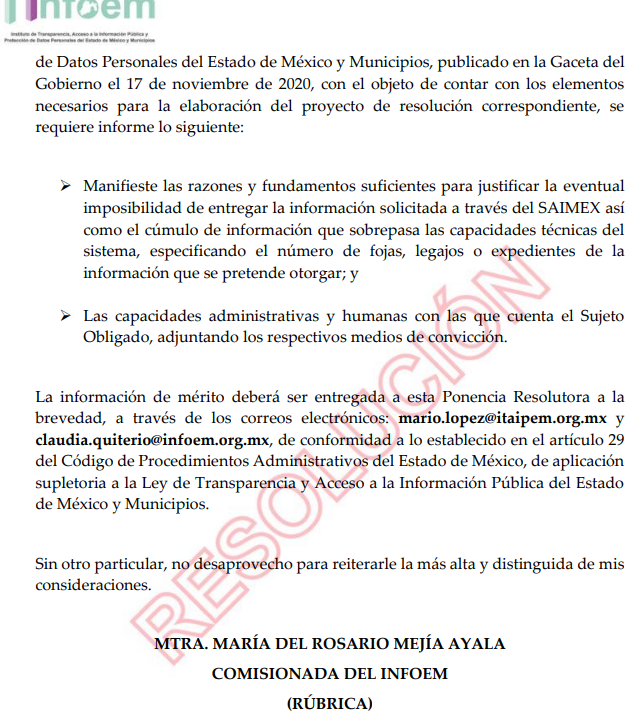 infoem
Instituto de Transparencia, Acceso a la Información Pública y
Protección de Datos Personales del Estado de México y Municipios
de Datos Personales del Estado de México y Municipios, publicado en la Gaceta del
Gobierno el 17 de noviembre de 2020, con el objeto de contar con los elementos
necesarios para la elaboración del proyecto de resolución correspondiente, se
requiere informe lo siguiente:
➢ Manifieste las razones y fundamentos suficientes para justificar la eventual
imposibilidad de entregar la información solicitada a través del SAIMEX así
como el cúmulo de información que sobrepasa las capacidades técnicas del
sistema, especificando el número de fojas, legajos o expedientes de la
información que se pretende otorgar; y
➢ Las capacidades administrativas y humanas con las que cuenta el Sujeto
Obligado, adjuntando los respectivos medios de convicción.
La información de mérito deberá ser entregada a esta Ponencia Resolutora a la
brevedad, a través de los correos electrónicos: mario.lopez@itaipem.org.mx y
claudia.quiterio@infoem.org.mx, de conformidad a lo establecido en el artículo 29
del Código de Procedimientos Administrativos del Estado de México, de aplicación
supletoria a la Ley de Transparencia y Acceso a la Información Pública del Estado
de México y Municipios.
Sin otro particular, no desaprovecho para reiterarle la más alta y distinguida de mis
consideraciones.
MTRA. MARÍA DEL ROSARIO MEJÍA AYALA
COMISIONADA DEL INFOEM
(RÚBRICA)
RESOLUCIÓN